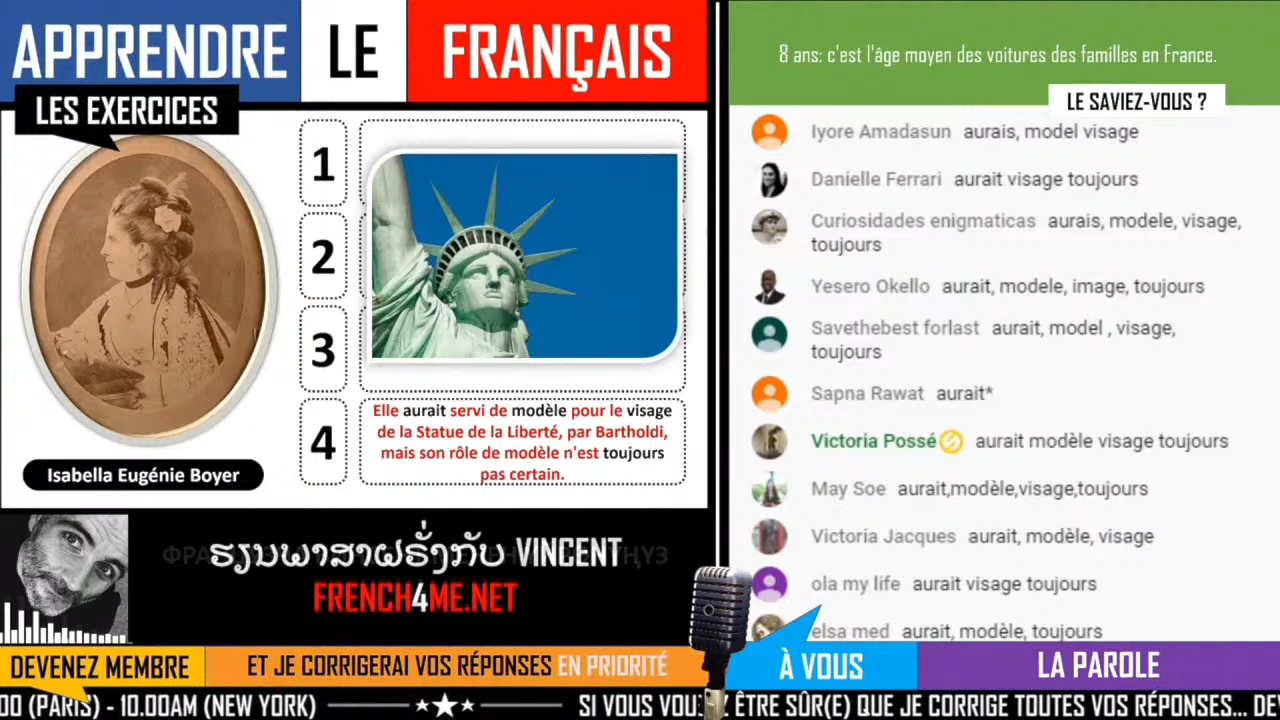 APPRENDRE LE FRANÇAIS
LES EXERCICES
1
2
3
4
Elle aurait servi de modèle pour le visage
de la Statue de la Liberté, par Bartholdi,
mais son rôle de modèle n'est toujours
pas certain.
Isabella Eugénie Boyer
ຮຽນພາສາຝຣັ່ງກັບ VINCENT
FRENCH4ME.NET
DEVENEZ MEMBRE
ET JE CORRIGERAI VOS RÉPONSES EN PRIORITÉ
8 ans: c'est l'âge moyen des voitures des familles en France.
LE SAVIEZ-VOUS ?
Iyore Amadasun aurais, model visage
Danielle Ferrari aurait visage toujours
Curiosidades enigmaticas aurais, modele, visage,
toujours
Yesero Okello aurait, modele, image, toujours
Savethebest forlast aurait, model , visage,
toujours
Sapna Rawat aurait*
Victoria Possé aurait modèle visage toujours
May Soe aurait,modèle,visage,toujours
Victoria Jacques aurait, modèle, visage
ola my life aurait visage toujours
elsa med aurait, modèle, toujours
À VOUS
LA PAROLE
00 (PARIS) - 10.00AM (NEW YORK) SI VOUS ÊTRE SÛR(E) QUE JE CORRIGE TOUTES VOS RÉPONSES... DE